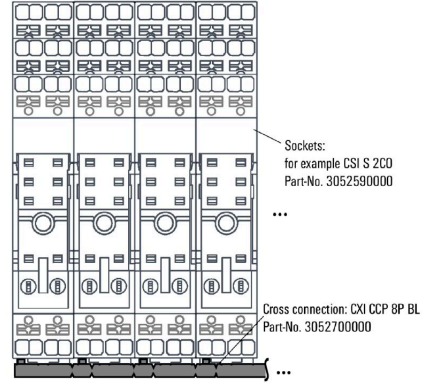 Sockets:
for example CSI S 2CO
Part-No. 3052590000
...
Cross connection: CXI CCP 8P BL
Part-No. 3052700000
...